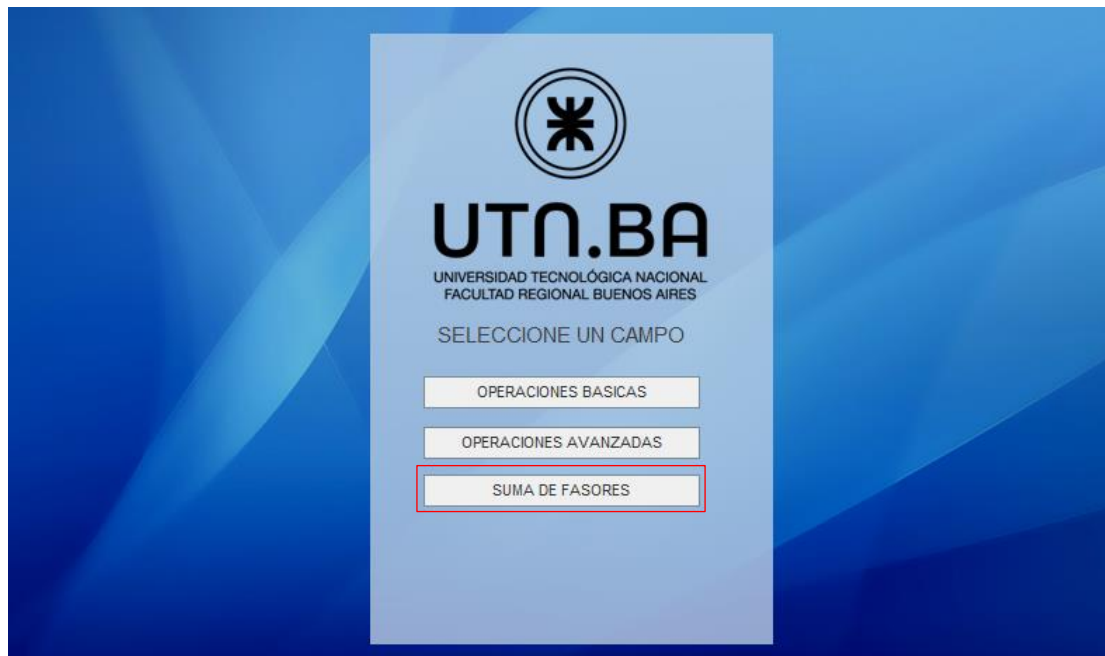 UTN.BA
UNIVERSIDAD TECNOLÓGICA NACIONAL
FACULTAD REGIONAL BUENOS AIRES
SELECCIONE UN CAMPO
OPERACIONES BASICAS
OPERACIONES AVANZADAS
SUMA DE FASORES